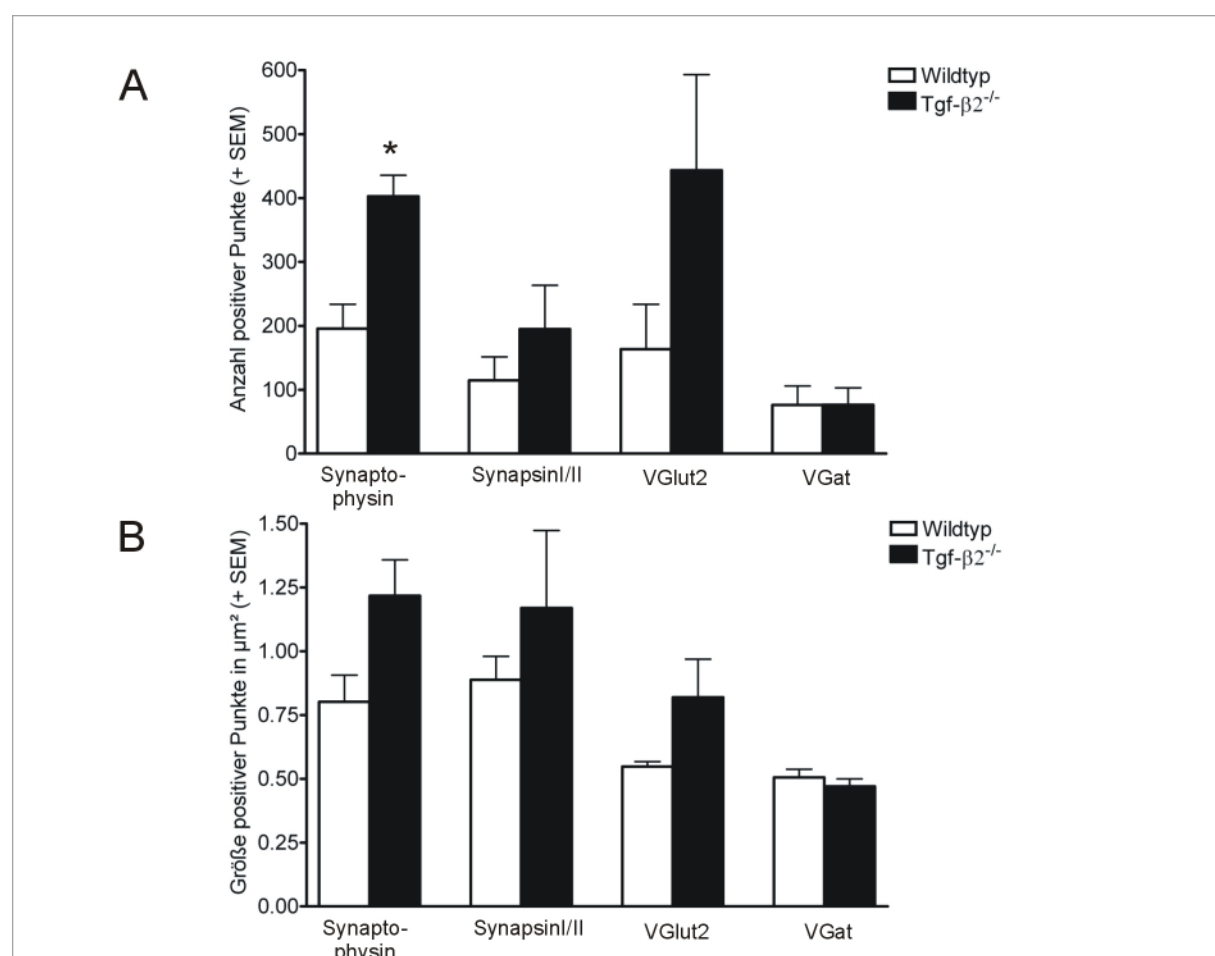 A
Anzahl positiver Punkte (+ SEM)
600
500
400
300
200
100
0
*
Wildtyp
Tgf-β2-/-
Synapto-
physin
SynapsinI/II
VGlut2
VGat
B
Größe positiver Punkte in µm² (+ SEM)
1.50
1.25
1.00
0.75
0.50
0.25
0.00
Wildtyp
Tgf-β2-/-
Synapto-
physin
SynapsinI/II
VGlut2
VGat